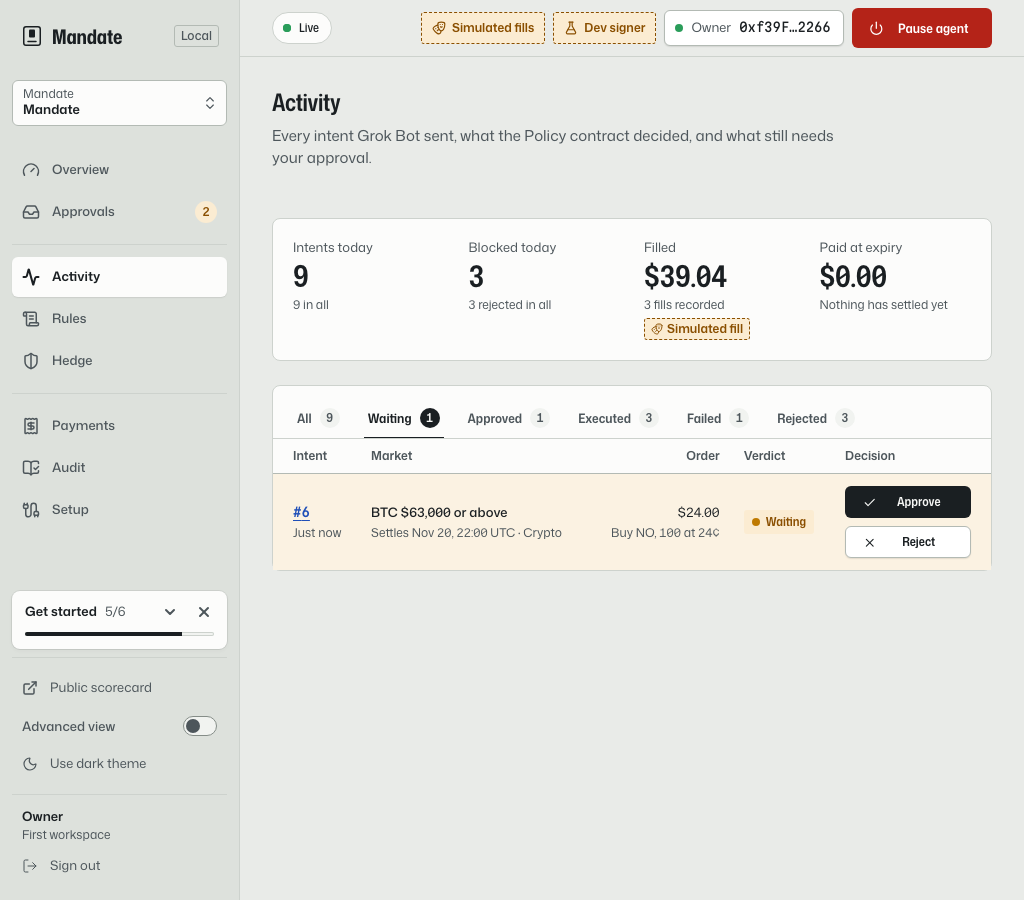 Mandate
Local
Mandate
Mandate
Overview
Approvals 2
Activity
Rules
Hedge
Payments
Audit
Setup
Get started 5/6
Public scorecard
Advanced view
Use dark theme
Owner
First workspace
Sign out
Live
Simulated fills
Dev signer
Owner 0xf39F…2266
Pause agent
Activity
Every intent Grok Bot sent, what the Policy contract decided, and what still needs
your approval.
Intents today
9
9 in all
Blocked today
3
3 rejected in all
Filled
$39.04
3 fills recorded
Simulated fill
Paid at expiry
$0.00
Nothing has settled yet
All 9 Waiting 1 Approved 1 Executed 3 Failed 1 Rejected 3
Intent Market Order Verdict Decision
#6
Just now
BTC $63,000 or above
Settles Nov 20, 22:00 UTC · Crypto
$24.00
Buy NO, 100 at 24¢
Waiting
Approve
Reject